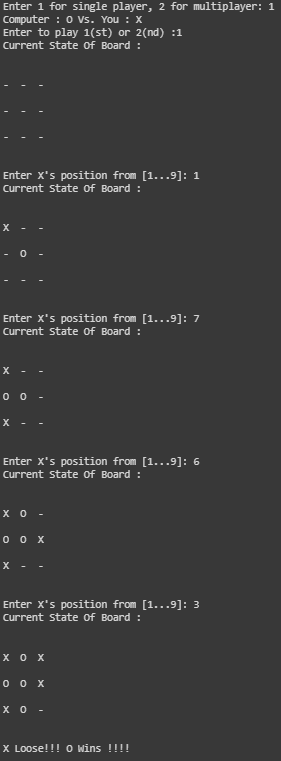 Enter 1 for single player, 2 for multiplayer: 1
Computer : O Vs. You : X
Enter to play 1(st) or 2(nd) :1
Current State Of Board :
- - -
- - -
- - -
Enter X's position from [1...9]: 1
Current State Of Board :
X - -
- O -
- - -
Enter X's position from [1...9]: 7
Current State Of Board :
X - -
O O -
X - -
Enter X's position from [1...9]: 6
Current State Of Board :
X O -
O O X
X - -
Enter X's position from [1...9]: 3
Current State Of Board :
X O X
O O X
X O -
X Loose!!! O Wins !!!!